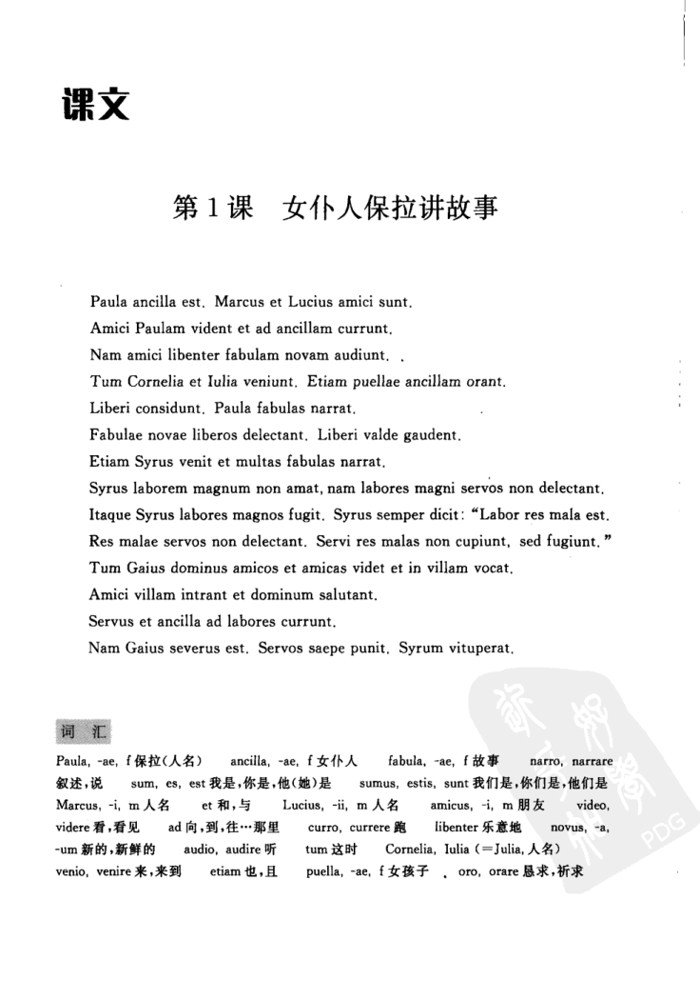 课文
第1课 女仆人保拉讲故事
Paula ancilla est. Marcus et Lucius amici sunt.
Amici Paulam vident et ad ancillam currunt.
Nam amici libenter fabulam novam audiunt.
Tum Cornelia et Iulia veniunt. Etiam puellae ancillam orant.
Liberi considunt. Paula fabulas narrat.
Fabulae novae liberos delectant. Liberi valde gaudent.
Etiam Syrus venit et multas fabulas narrat.
Syrus laborem magnum non amat, nam labores magni servos non delectant.
Itaque Syrus labores magnos fugit. Syrus semper dicit: “Labor res mala est.
Res malae servos non delectant. Servi res malas non cupiunt, sed fugiunt.”
Tum Gaius dominus amicos et amicas videt et in villam vocat.
Amici villam intrant et dominum salutant.
Servus et ancilla ad labores currunt.
Nam Gaius severus est. Servos saepe punit. Syrum vituperat.
词 汇
Paula, -ae, f 保拉(人名) ancilla, -ae, f 女仆人 fabula, -ae, f 故事 narro, narrare
叙述,说 sum, es, est 我是,你是,他(她)是 sumus, estis, sunt 我们是,你们是,他们是
Marcus, -i, m 人名 et 和,与 Lucius, -ii, m 人名 amicus, -i, m 朋友 video,
videre 看,看见 ad 向,到,往…那里 curro, currere 跑 libenter 乐意地 novus, -a,
-um 新的,新鲜的 audio, audire 听 tum 这时 Cornelia, Iulia (=Julia, 人名)
venio, venire 来,来到 etiam 也,且 puella, -ae, f 女孩子 oro, orare 恳求,祈求
PDG